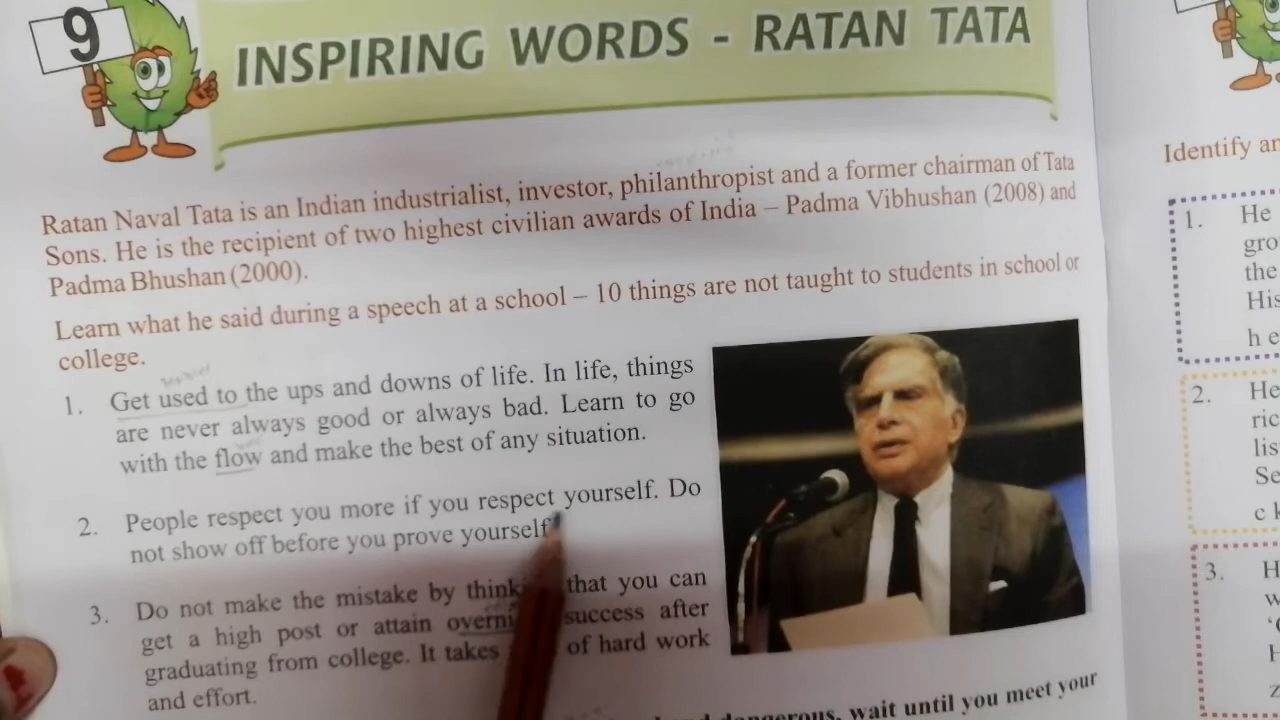 9
INSPIRING WORDS - RATAN TATA
Ratan Naval Tata is an Indian industrialist, investor, philanthropist and a former chairman of Tata
Sons. He is the recipient of two highest civilian awards of India – Padma Vibhushan (2008) and
Padma Bhushan (2000).
Learn what he said during a speech at a school – 10 things are not taught to students in school or
college.
1. Get used to the ups and downs of life. In life, things
are never always good or always bad. Learn to go
with the flow and make the best of any situation.
2. People respect you more if you respect yourself. Do
not show off before you prove yourself
3. Do not make the mistake by that you can
get a high post or attain success after
graduating from college. It takes of hard work
and effort.
wait until you meet your
Identify
1. He
the
2. He
3.